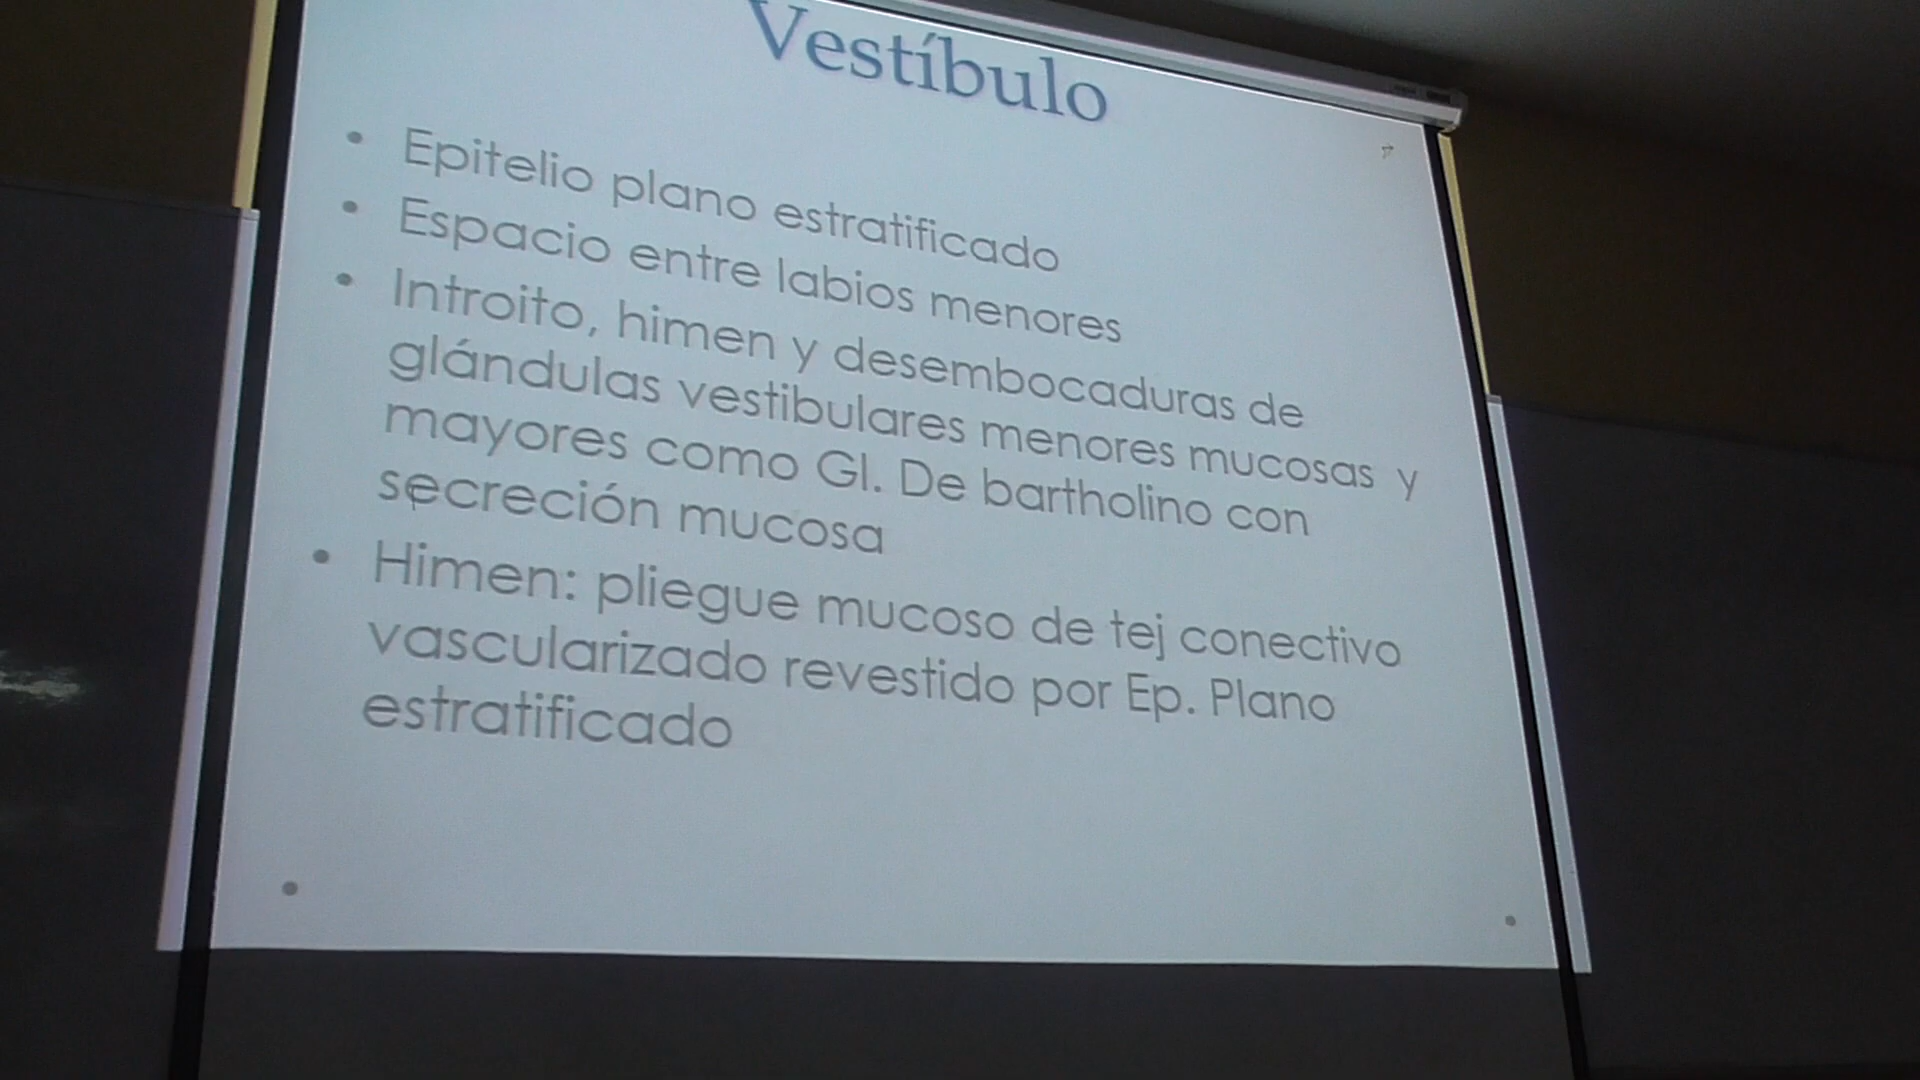 Vestíbulo
• Epitelio plano estratificado
• Espacio entre labios menores
• Introito, himen y desembocaduras de
glándulas vestibulares menores mucosas y
mayores como Gl. De bartholino con
secreción mucosa
• Himen: pliegue mucoso de tej conectivo
vascularizado revestido por Ep. Plano
estratificado